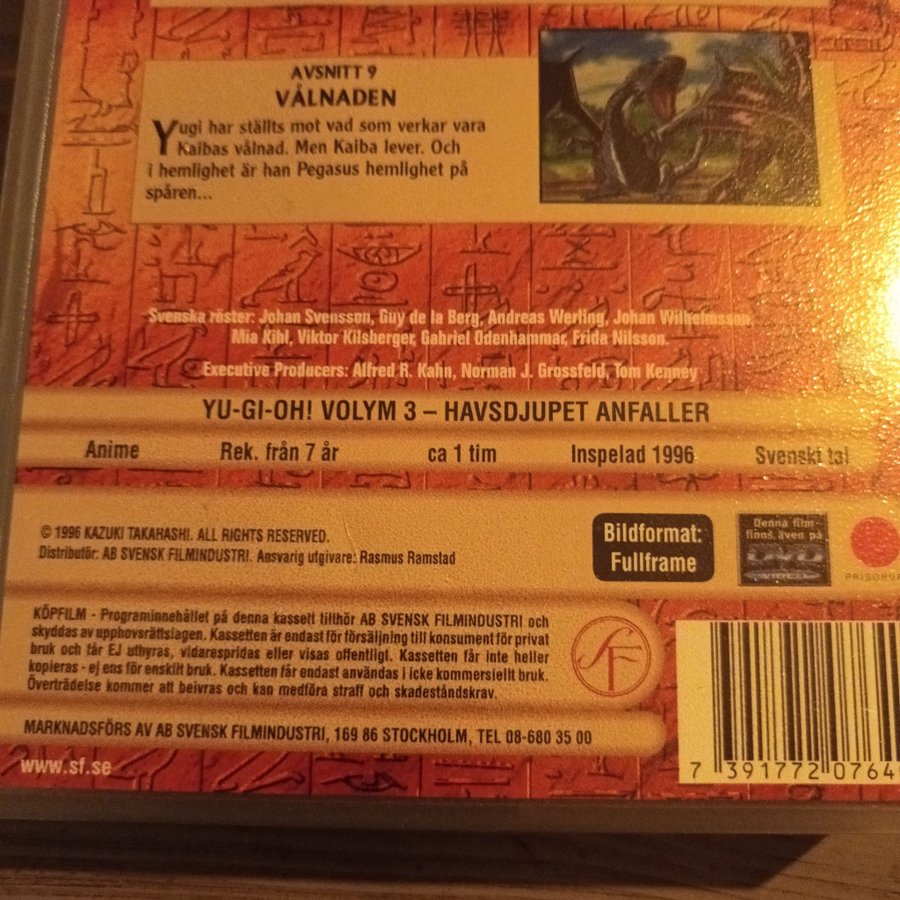 AVSNITT 9
VÅLNADEN
Yugi har ställts mot vad som verkar vara
Kaibas vålnad. Men Kaiba lever. Och
i hemlighet är han Pegasus hemlighet på
spåren...
Svenska röster: Johan Svensson, Guy de la Berg, Andreas Werling, Johan Wilhelmsson,
Mia Kihl, Viktor Kilsberger, Gabriel Odenhammar, Frida Nilsson.
Executive Producers: Alfred R. Kahn, Norman J. Grossfeld, Tom Kenney
YU-GI-OH! VOLYM 3 – HAVSDJUPET ANFALLER
Anime Rek. från 7 år ca 1 tim Inspelad 1996 Svenskt tal
© 1996 KAZUKI TAKAHASHI. ALL RIGHTS RESERVED.
Distributör: AB SVENSK FILMINDUSTRI. Ansvarig utgivare: Rasmus Ramstad
Bildformat:
Fullframe
Denna film
finns även på
DVD
VIDEO
PRISGRUP
KÖPFILM - Programinnehållet på denna kassett tillhör AB SVENSK FILMINDUSTRI och
skyddas av upphovsrättslagen. Kassetten är endast för försäljning till konsument för privat
bruk och får EJ uthyras, vidarespridas eller visas offentligt. Kassetten får inte heller
kopieras - ej ens för enskilt bruk. Kassetten får endast användas i icke kommersiellt bruk.
Överträdelse kommer att beivras och kan medföra straff och skadeståndskrav.
SF
MARKNADSFÖRS AV AB SVENSK FILMINDUSTRI, 169 86 STOCKHOLM, TEL 08-680 35 00
www.sf.se
7 391772 0764